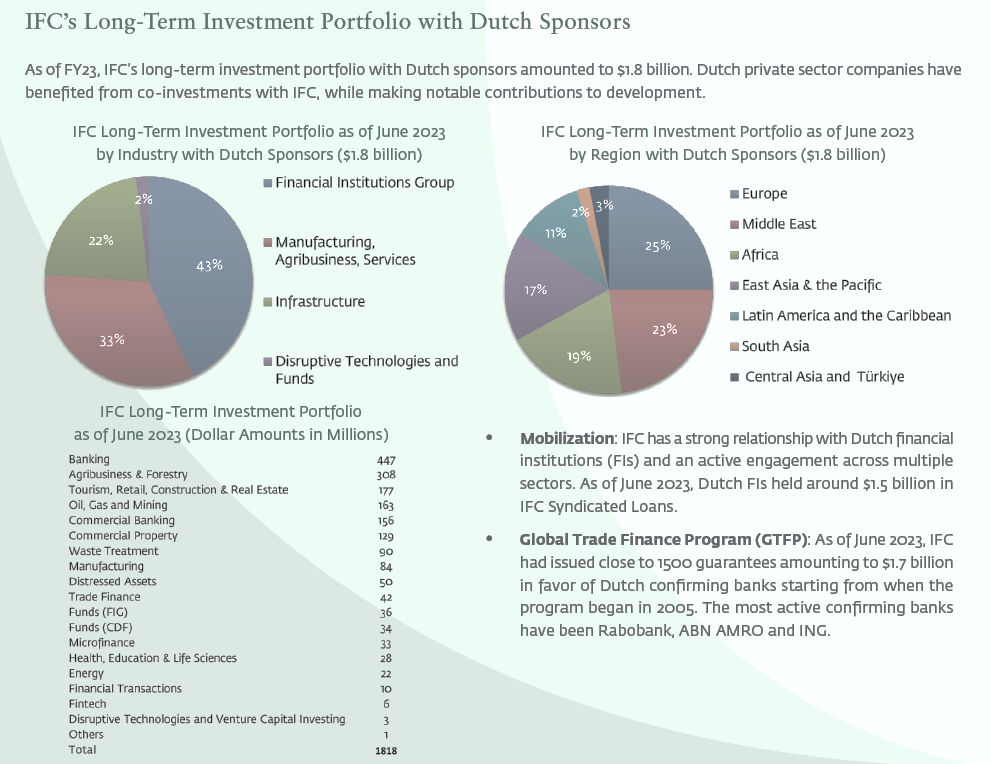 IFC's Long-Term Investment Portfolio with Dutch Sponsors
As of FY23, IFC's long-term investment portfolio with Dutch sponsors amounted to $1.8 billion. Dutch private sector companies have
benefited from co-investments with IFC, while making notable contributions to development.
IFC Long-Term Investment Portfolio as of June 2023
by Industry with Dutch Sponsors ($1.8 billion)
2%
22%
43%
33%
Financial Institutions Group
Manufacturing,
Agribusiness, Services
Infrastructure
Disruptive Technologies and
Funds
IFC Long-Term Investment Portfolio as of June 2023
by Region with Dutch Sponsors ($1.8 billion)
2%
3%
11%
25%
17%
23%
19%
Europe
Middle East
Africa
East Asia & the Pacific
Latin America and the Caribbean
South Asia
Central Asia and Türkiye
IFC Long-Term Investment Portfolio
as of June 2023 (Dollar Amounts in Millions)
Banking 447
Agribusiness & Forestry 308
Tourism, Retail, Construction & Real Estate 177
Oil, Gas and Mining 163
Commercial Banking 156
Commercial Property 129
Waste Treatment 90
Manufacturing 84
Distressed Assets 50
Trade Finance 42
Funds (FIG) 36
Funds (CDF) 34
Microfinance 33
Health, Education & Life Sciences 28
Energy 22
Financial Transactions 10
Fintech 6
Disruptive Technologies and Venture Capital Investing 3
Others 1
Total 1818
• Mobilization: IFC has a strong relationship with Dutch financial
institutions (FIs) and an active engagement across multiple
sectors. As of June 2023, Dutch FIs held around $1.5 billion in
IFC Syndicated Loans.
• Global Trade Finance Program (GTFP): As of June 2023, IFC
had issued close to 1500 guarantees amounting to $1.7 billion
in favor of Dutch confirming banks starting from when the
program began in 2005. The most active confirming banks
have been Rabobank, ABN AMRO and ING.